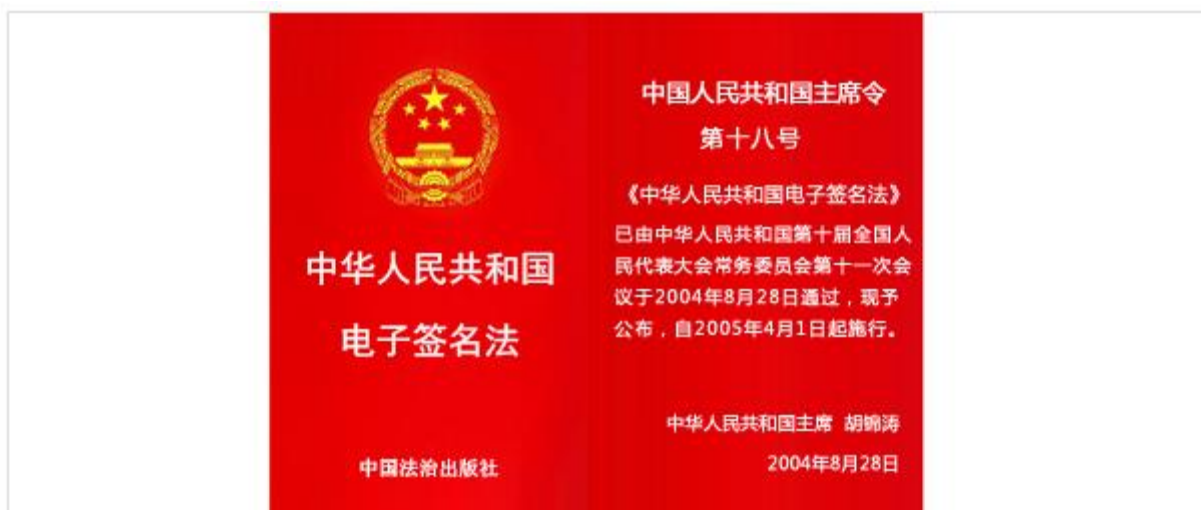 中华人民共和国
电子签名法
中国法治出版社
中国人民共和国主席令
第十八号
《中华人民共和国电子签名法》
已由中华人民共和国第十届全国人
民代表大会常务委员会第十一次会
议于2004年8月28日通过，现予
公布，自2005年4月1日起施行。
中华人民共和国主席 胡锦涛
2004年8月28日